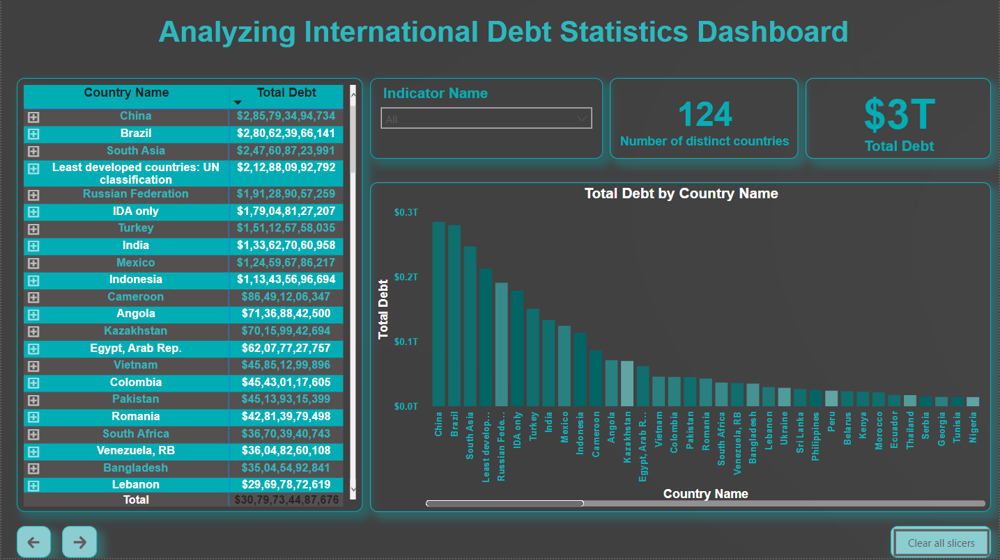 Analyzing International Debt Statistics Dashboard
Country Name Total Debt
China $2,85,79,34,94,734
Brazil $2,80,62,39,66,141
South Asia $2,47,60,87,23,991
Least developed countries: UN
classification $2,12,88,09,92,792
Russian Federation $1,91,28,90,57,259
IDA only $1,79,04,81,27,207
Turkey $1,51,12,57,58,035
India $1,33,62,70,60,958
Mexico $1,24,59,67,86,217
Indonesia $1,13,43,56,96,694
Cameroon $86,49,12,06,347
Angola $71,36,88,42,500
Kazakhstan $70,15,99,42,694
Egypt, Arab Rep. $62,07,77,27,757
Vietnam $45,85,12,99,896
Colombia $45,43,01,17,605
Pakistan $45,13,93,15,399
Romania $42,81,39,79,498
South Africa $36,70,39,40,743
Venezuela, RB $36,04,82,60,108
Bangladesh $35,04,54,92,841
Lebanon $29,69,78,72,619
Total $30,79,73,44,87,676
Indicator Name
All
124
Number of distinct countries
$3T
Total Debt
Total Debt by Country Name
Total Debt
$0.3T
$0.2T
$0.1T
$0.0T
China
Brazil
South Asia
Least develop...
Russian Fede...
IDA only
Turkey
India
Mexico
Indonesia
Cameroon
Angola
Kazakhstan
Egypt, Arab R...
Vietnam
Colombia
Pakistan
Romania
South Africa
Venezuela, RB
Bangladesh
Lebanon
Ukraine
Sri Lanka
Philippines
Peru
Belarus
Kenya
Morocco
Ecuador
Thailand
Serbia
Georgia
Tunisia
Nigeria
Country Name
Clear all slicers